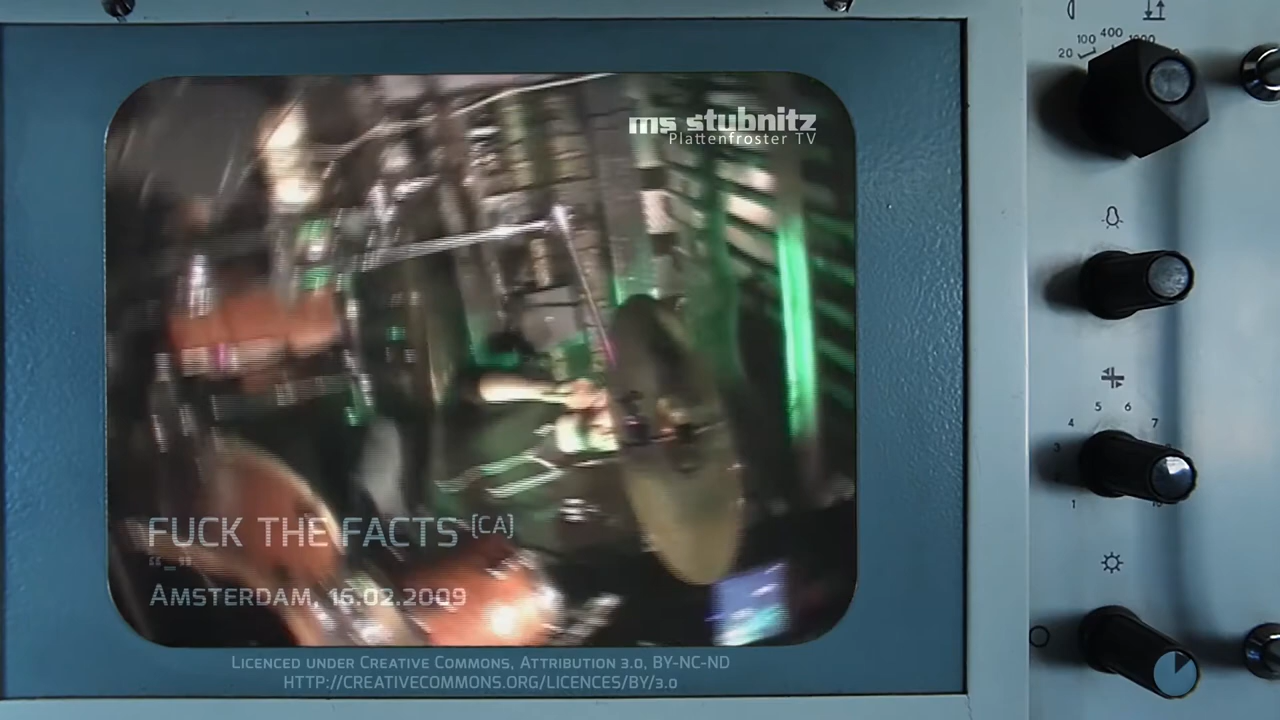 20 100 400 1200
ms stubnitz
Plattenfroster TV
1 3 4 5 6 7 10
FUCK THE FACTS (CA)
"_"
AMSTERDAM, 16.02.2009
LICENCED UNDER CREATIVE COMMONS, ATTRIBUTION 3.0, BY-NC-ND
HTTP://CREATIVECOMMONS.ORG/LICENCES/BY/3.0